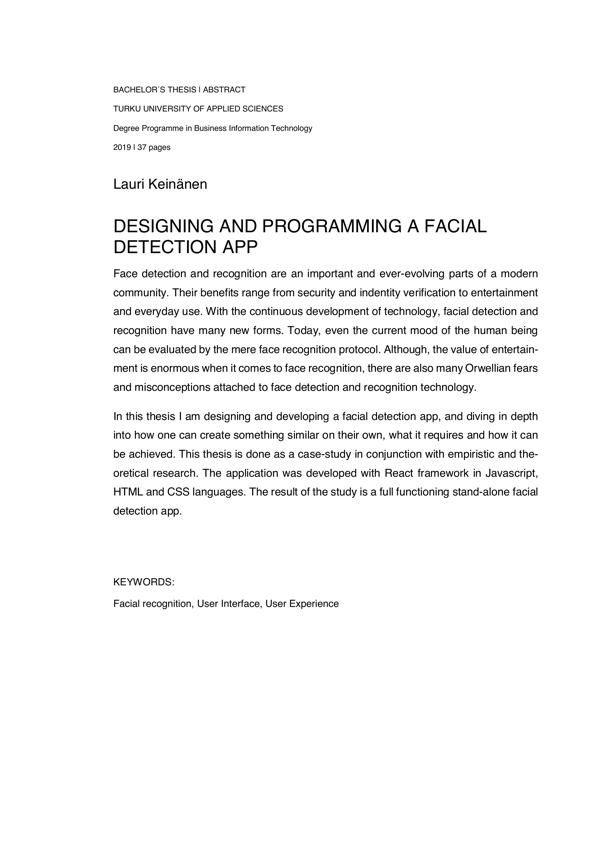 BACHELOR´S THESIS | ABSTRACT
TURKU UNIVERSITY OF APPLIED SCIENCES
Degree Programme in Business Information Technology
2019 | 37 pages
Lauri Keinänen
DESIGNING AND PROGRAMMING A FACIAL
DETECTION APP
Face detection and recognition are an important and ever-evolving parts of a modern
community. Their benefits range from security and indentity verification to entertainment
and everyday use. With the continuous development of technology, facial detection and
recognition have many new forms. Today, even the current mood of the human being
can be evaluated by the mere face recognition protocol. Although, the value of entertain-
ment is enormous when it comes to face recognition, there are also many Orwellian fears
and misconceptions attached to face detection and recognition technology.
In this thesis I am designing and developing a facial detection app, and diving in depth
into how one can create something similar on their own, what it requires and how it can
be achieved. This thesis is done as a case-study in conjunction with empiristic and the-
oretical research. The application was developed with React framework in Javascript,
HTML and CSS languages. The result of the study is a full functioning stand-alone facial
detection app.
KEYWORDS:
Facial recognition, User Interface, User Experience